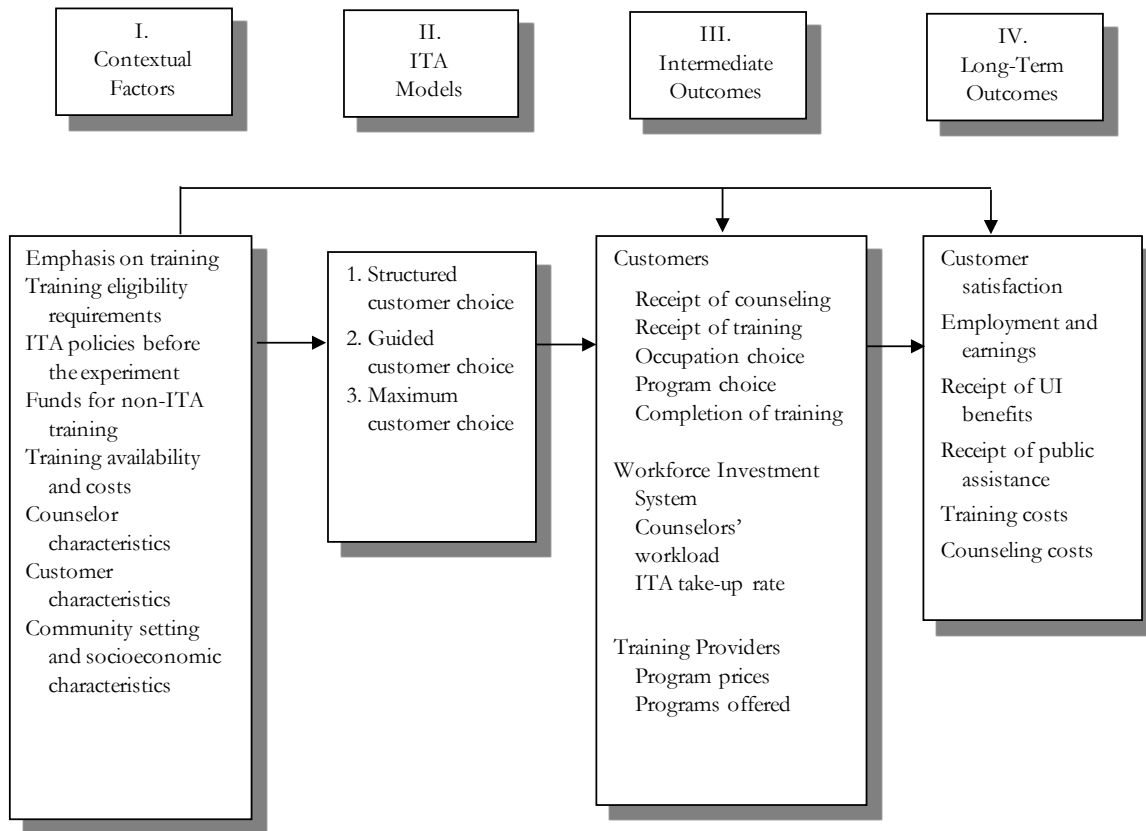 I.
Contextual
Factors
II.
ITA
Models
III.
Intermediate
Outcomes
IV.
Long-Term
Outcomes
Emphasis on training
Training eligibility
requirements
ITA policies before
the experiment
Funds for non-ITA
training
Training availability
and costs
Counselor
characteristics
Customer
characteristics
Community setting
and socioeconomic
characteristics
1. Structured
customer choice
2. Guided
customer choice
3. Maximum
customer choice
Customers
Receipt of counseling
Receipt of training
Occupation choice
Program choice
Completion of training
Workforce Investment
System
Counselors’
workload
ITA take-up rate
Training Providers
Program prices
Programs offered
Customer
satisfaction
Employment and
earnings
Receipt of UI
benefits
Receipt of public
assistance
Training costs
Counseling costs